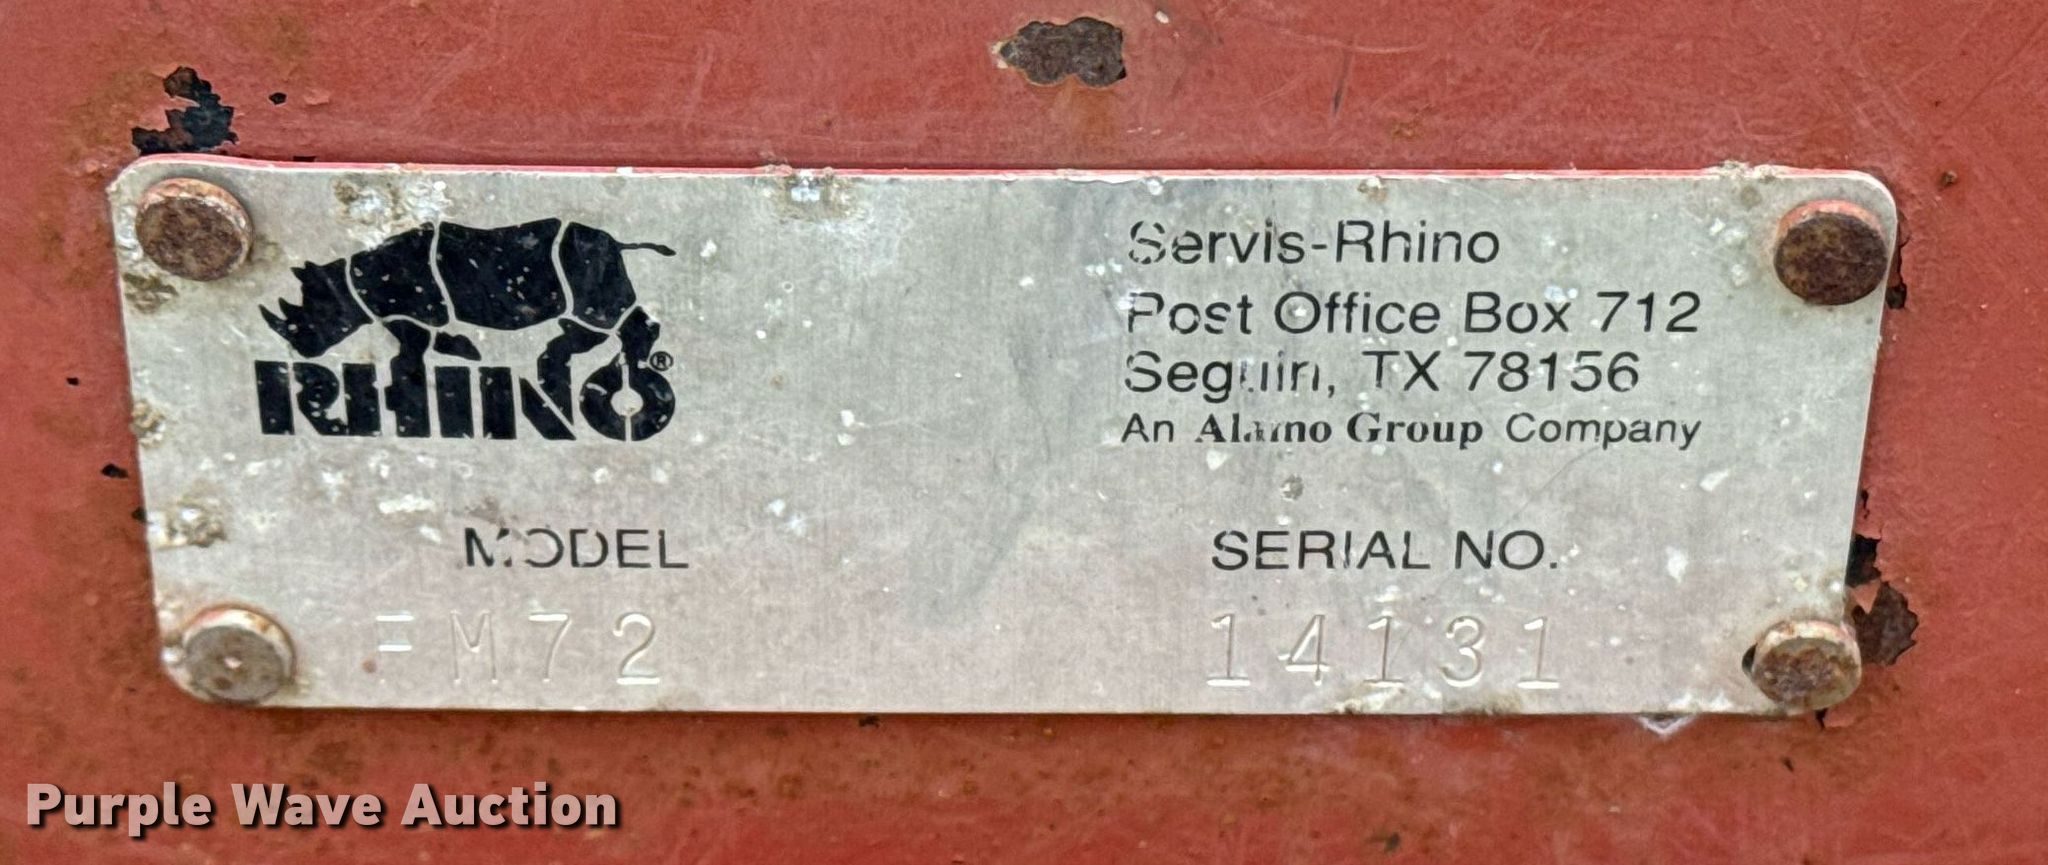 RHINO®
Servis-Rhino
Post Office Box 712
Seguin, TX 78156
An Alamo Group Company
MODEL
SERIAL NO.
FM72
14131
Purple Wave Auction